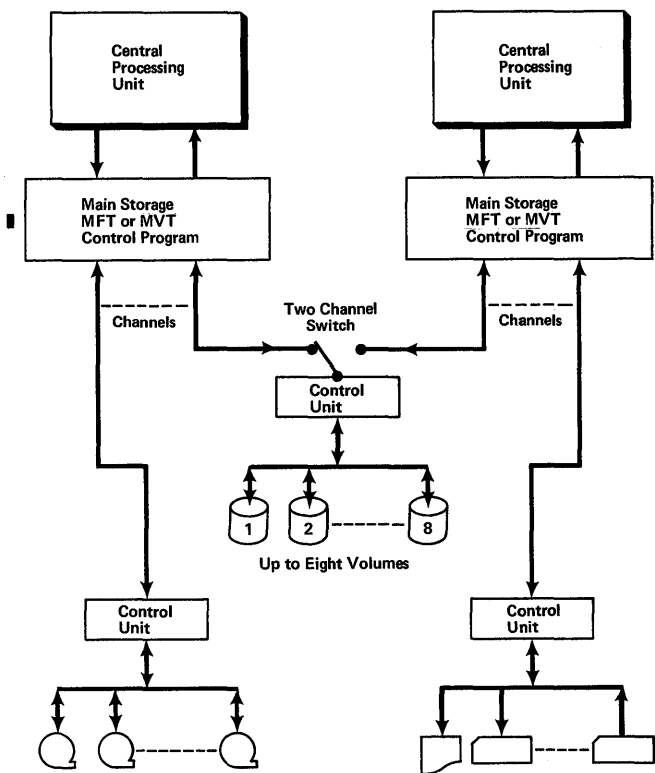 Central
Processing
Unit
Central
Processing
Unit
Main Storage
MFT or MVT
Control Program
Main Storage
MFT or MVT
Control Program
Channels
Two Channel
Switch
Channels
Control
Unit
1
2
8
Up to Eight Volumes
Control
Unit
Control
Unit